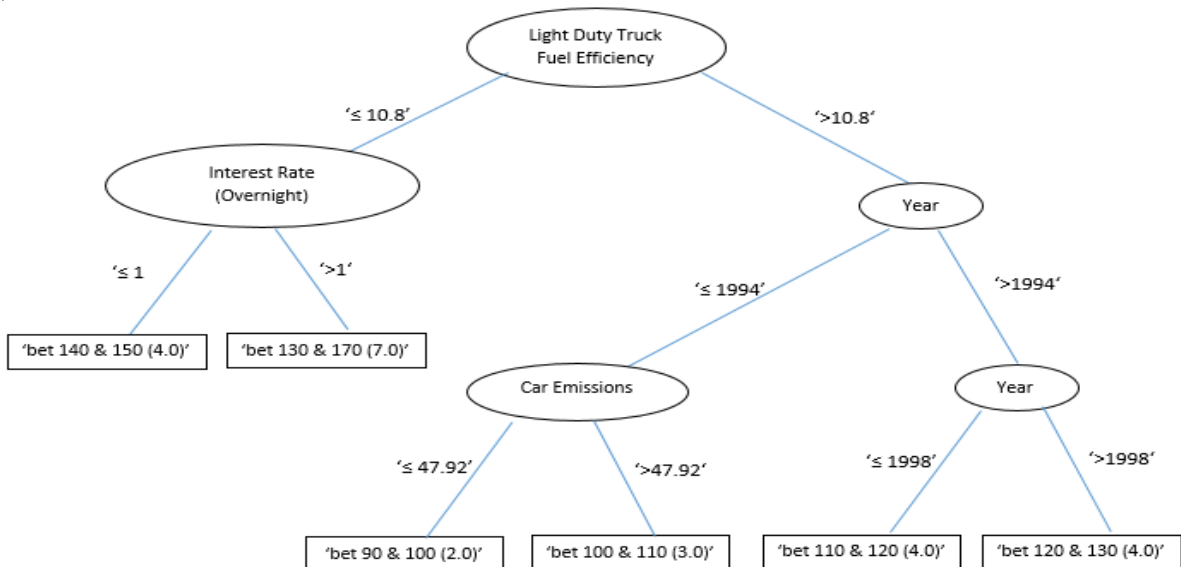 Light Duty Truck
Fuel Efficiency
‘≤ 10.8’
‘>10.8‘
Interest Rate
(Overnight)
Year
‘≤ 1
‘>1‘
‘≤ 1994’
‘>1994‘
‘bet 140 & 150 (4.0)’
‘bet 130 & 170 (7.0)’
Car Emissions
Year
‘≤ 47.92’
‘>47.92‘
‘≤ 1998’
‘>1998‘
‘bet 90 & 100 (2.0)’
‘bet 100 & 110 (3.0)’
‘bet 110 & 120 (4.0)’
‘bet 120 & 130 (4.0)’